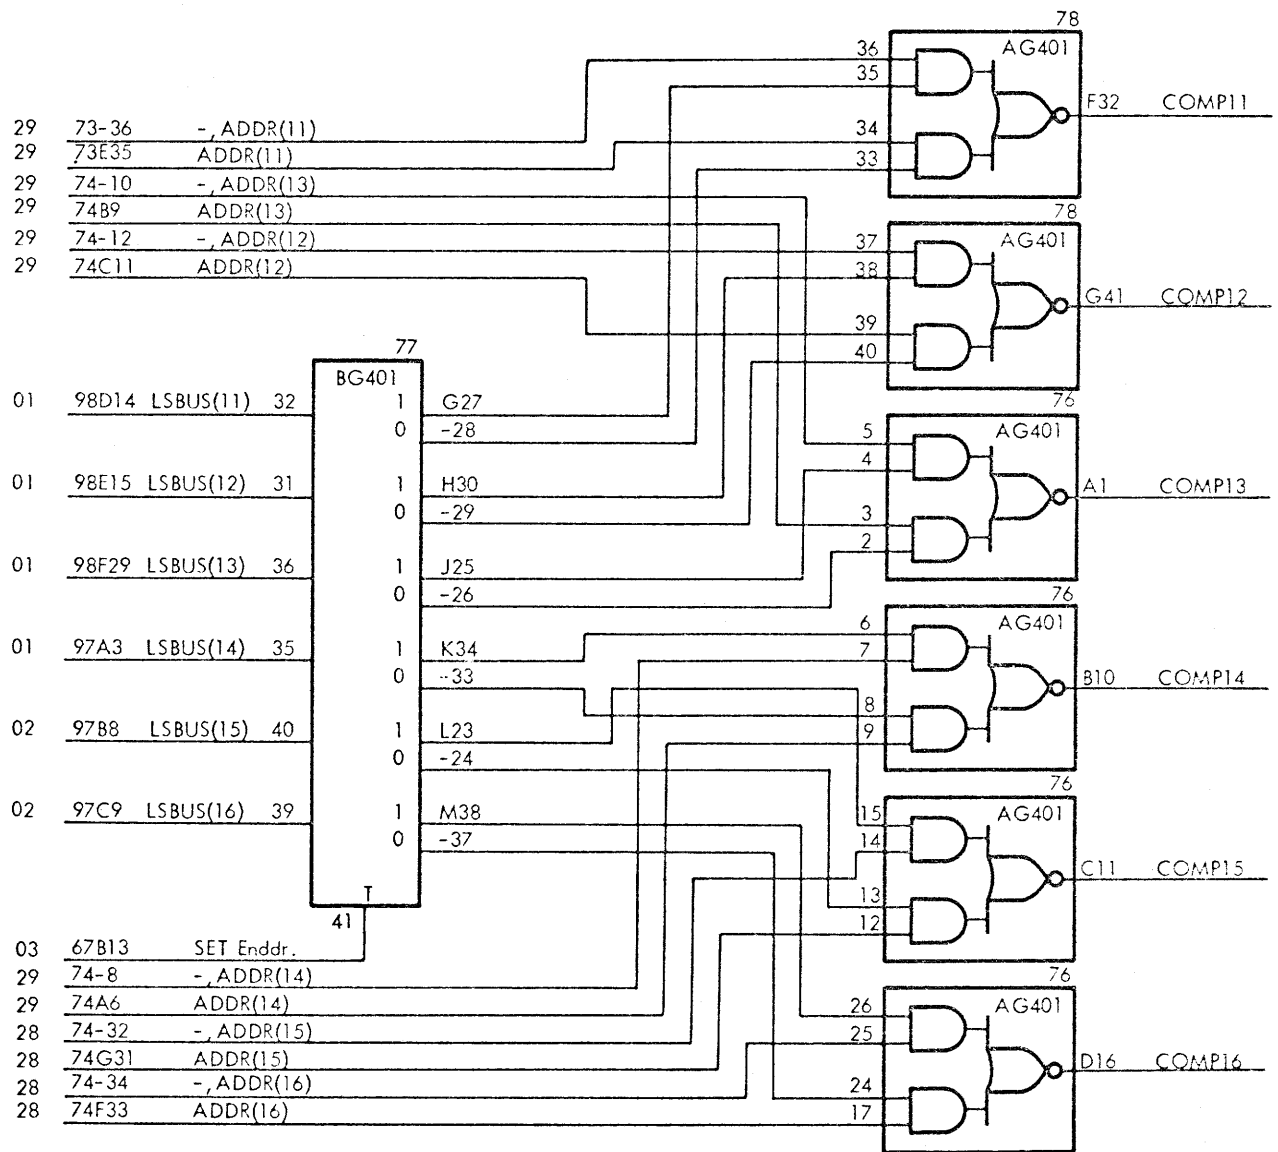 78
36 AG401
35
F32 COMP11
29 73-36 -,ADDR(11) 34
29 73E35 ADDR(11) 33
29 74-10 -,ADDR(13)
29 74B9 ADDR(13) 78
29 74-12 -,ADDR(12) 37 AG401
29 74C11 ADDR(12) 38
G41 COMP12
39
77 40
BG401
01 98D14 LSBUS(11) 32 1 G27 76
0 -28 5 AG401
4
01 98E15 LSBUS(12) 31 1 H30 A1 COMP13
0 -29 3
2
01 98F29 LSBUS(13) 36 1 J25
0 -26 76
6 AG401
01 97A3 LSBUS(14) 35 1 K34 7
0 -33 B10 COMP14
8
02 97B8 LSBUS(15) 40 1 L23 9
0 -24
76
02 97C9 LSBUS(16) 39 1 M38 15 AG401
0 -37 14
C11 COMP15
T 13
41 12
03 67B13 SET Enddr.
29 74-8 -,ADDR(14) 76
29 74A6 ADDR(14) 26 AG401
28 74-32 -,ADDR(15) 25
28 74G31 ADDR(15) D16 COMP16
28 74-34 -,ADDR(16) 24
28 74F33 ADDR(16) 17